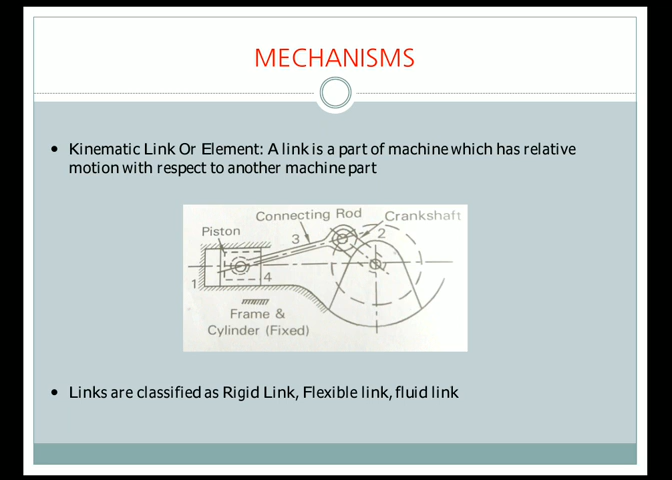 MECHANISMS
• Kinematic Link Or Element: A link is a part of machine which has relative
motion with respect to another machine part
Connecting Rod
Crankshaft
Piston
3
2
1
4
Frame &
Cylinder (Fixed)
• Links are classified as Rigid Link, Flexible link, fluid link